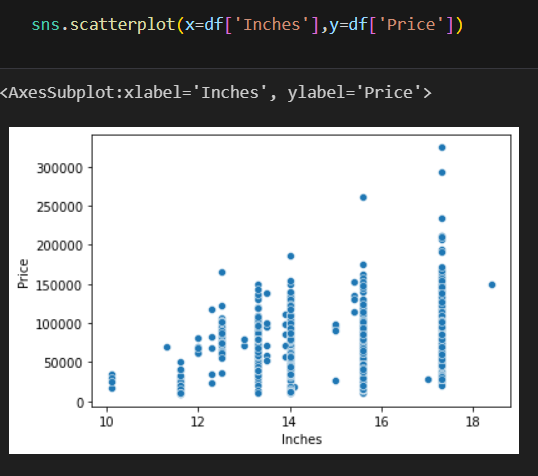 sns.scatterplot(x=df['Inches'],y=df['Price'])
<AxesSubplot:xlabel='Inches', ylabel='Price'>
300000
250000
200000
150000
100000
50000
0
Price
10 12 14 16 18
Inches